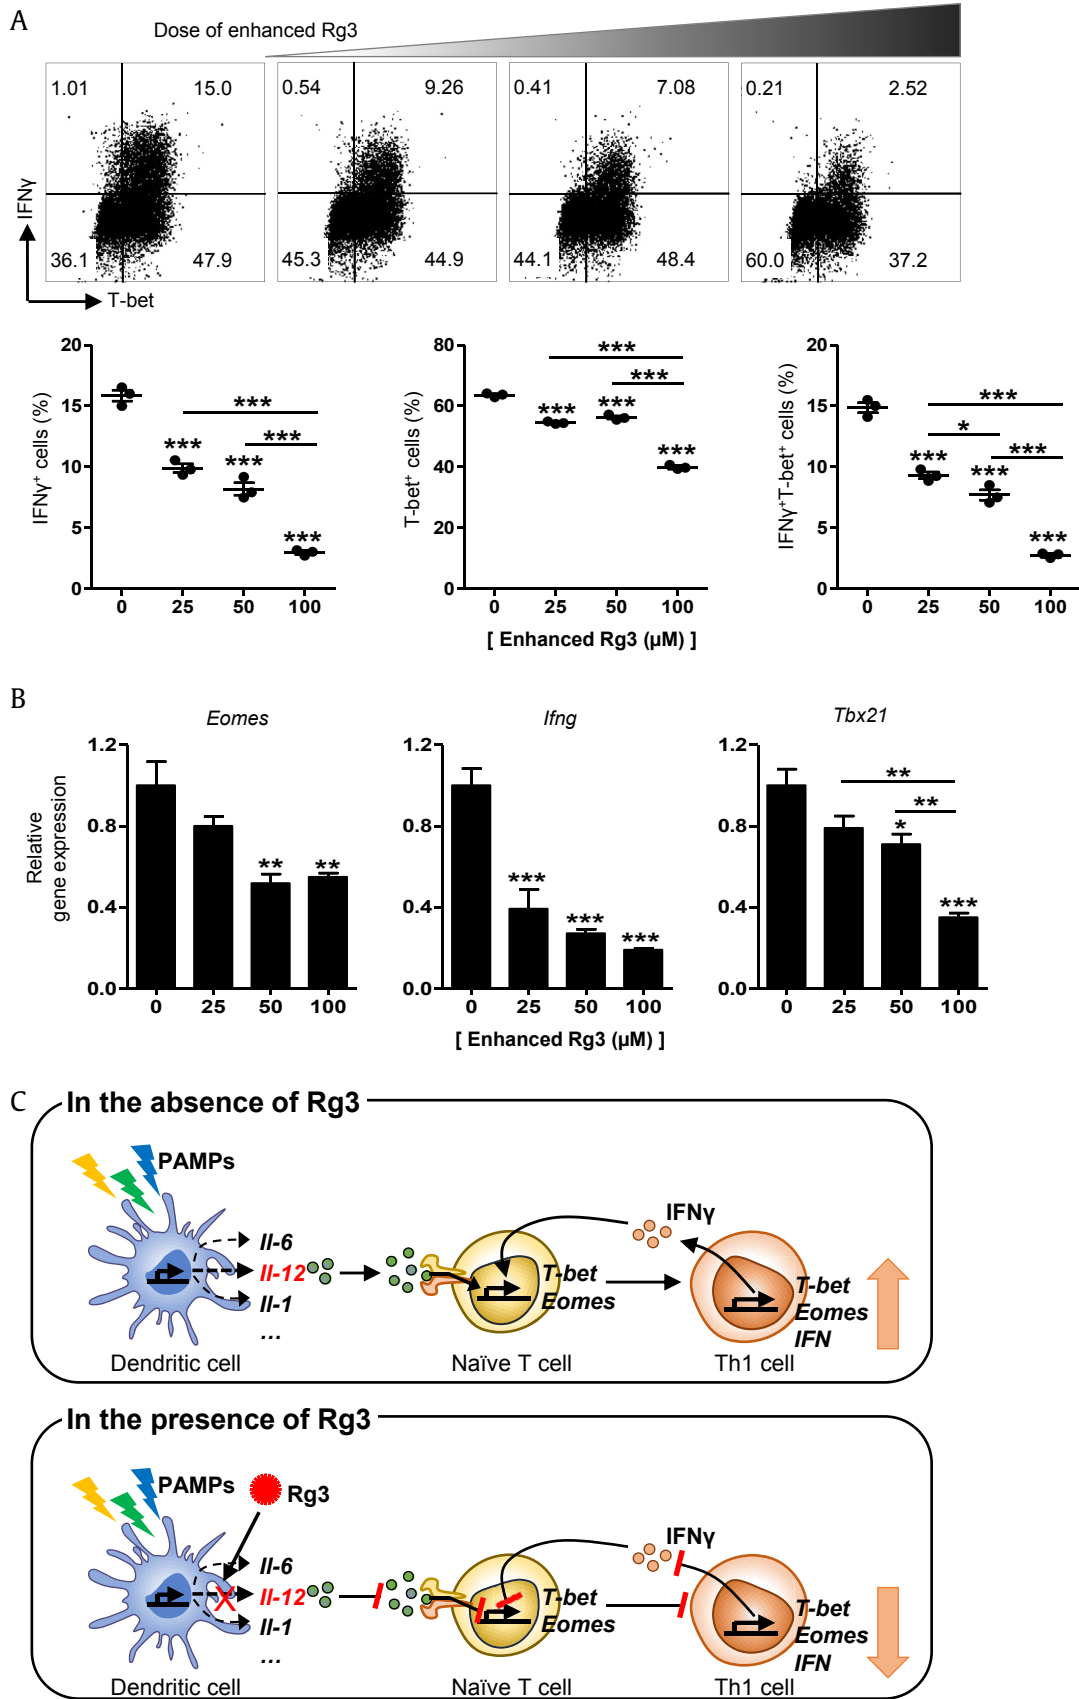 A
Dose of enhanced Rg3
1.01 15.0 0.54 9.26 0.41 7.08 0.21 2.52
IFNγ
36.1 47.9 45.3 44.9 44.1 48.4 60.0 37.2
T-bet
IFNγ⁺ cells (%)
20
15
10
5
0
*** *** *** *** ***
0 25 50 100
T-bet⁺ cells (%)
80
60
40
20
0
*** *** *** *** ***
0 25 50 100
IFNγ⁺T-bet⁺ cells (%)
20
15
10
5
0
*** * *** *** *** ***
0 25 50 100
[ Enhanced Rg3 (µM) ]
B
Relative
gene expression
Eomes
1.2
0.8
0.4
0.0
** **
0 25 50 100
Ifng
1.2
0.8
0.4
0.0
*** *** ***
0 25 50 100
Tbx21
1.2
0.8
0.4
0.0
** ** * ***
0 25 50 100
[ Enhanced Rg3 (µM) ]
C
In the absence of Rg3
PAMPs
Il-6
Il-12
Il-1
...
Dendritic cell
T-bet
Eomes
Naïve T cell
IFNγ
T-bet
Eomes
IFN
Th1 cell
In the presence of Rg3
PAMPs
Rg3
Il-6
X
Il-12
Il-1
...
Dendritic cell
T-bet
Eomes
Naïve T cell
IFNγ
T-bet
Eomes
IFN
Th1 cell